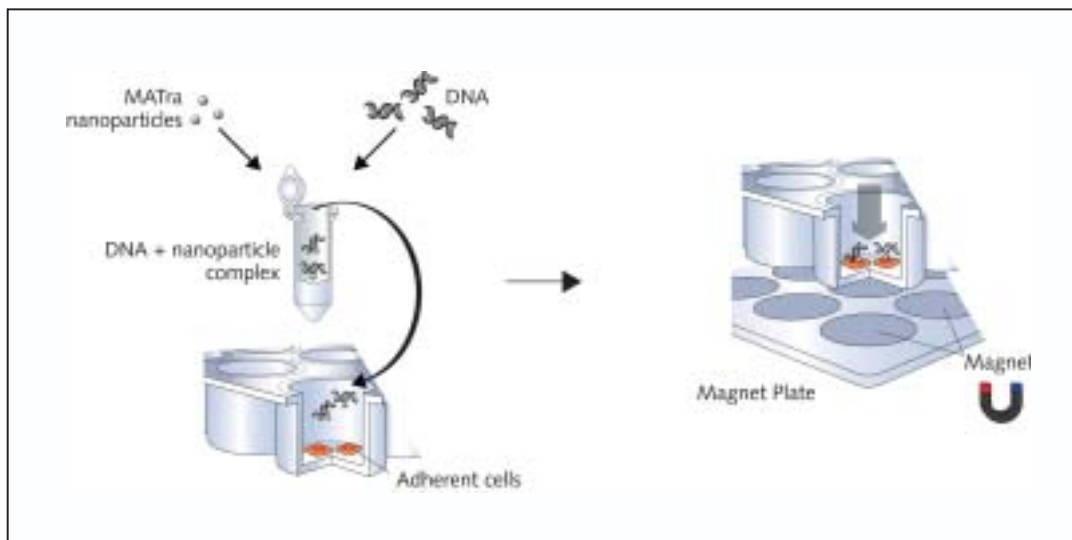 MATra
nanoparticles
DNA
DNA + nanoparticle
complex
Adherent cells
Magnet
Magnet Plate